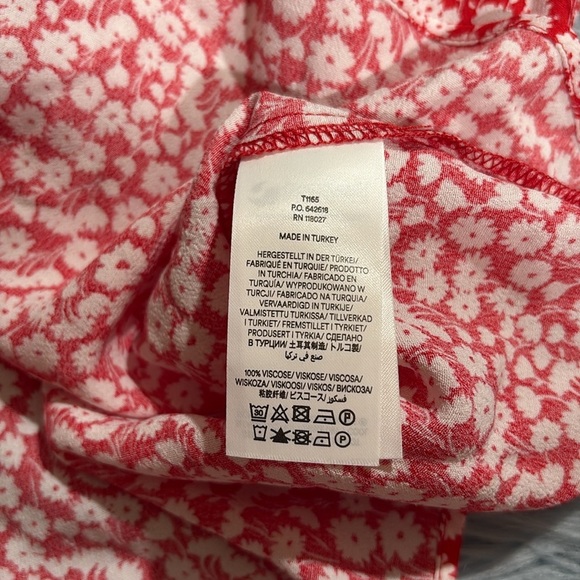 T1165
P.O. 642618
RN 118027
MADE IN TURKEY
HERGESTELLT IN DER TÜRKEI/
FABRIQUÉ EN TURQUIE/ PRODOTTO
IN TURCHIA/ FABRICADO EN
TURQUÍA/ WYPRODUKOWANO W
TURCJI/ FABRICADO NA TURQUIA/
VERVAARDIGD IN TURKIJE/
VALMISTETTU TURKISSA/ TILLVERKAD
I TURKIET/ FREMSTILLET I TYRKIET/
PRODUSERT I TYRKIA/ СДЕЛАНО
В ТУРЦИИ/ 土耳其制造/ トルコ製/
صنع في تركيا
100% VISCOSE/ VISKOSE/ VISCOSA/
WISKOZA/ VISKOOSI/ VISKOS/ ВИСКОЗА/
粘胶纤维/ ビスコース/ فسكوز
30
P
P